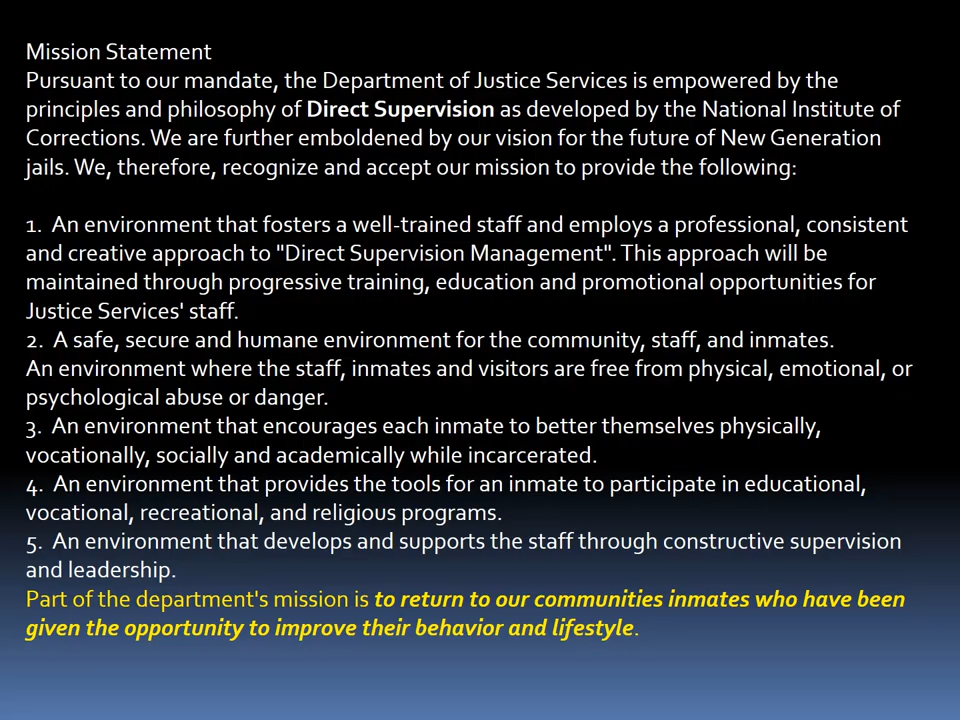 Mission Statement
Pursuant to our mandate, the Department of Justice Services is empowered by the
principles and philosophy of Direct Supervision as developed by the National Institute of
Corrections. We are further emboldened by our vision for the future of New Generation
jails. We, therefore, recognize and accept our mission to provide the following:
1. An environment that fosters a well-trained staff and employs a professional, consistent
and creative approach to "Direct Supervision Management". This approach will be
maintained through progressive training, education and promotional opportunities for
Justice Services' staff.
2. A safe, secure and humane environment for the community, staff, and inmates.
An environment where the staff, inmates and visitors are free from physical, emotional, or
psychological abuse or danger.
3. An environment that encourages each inmate to better themselves physically,
vocationally, socially and academically while incarcerated.
4. An environment that provides the tools for an inmate to participate in educational,
vocational, recreational, and religious programs.
5. An environment that develops and supports the staff through constructive supervision
and leadership.
Part of the department's mission is to return to our communities inmates who have been
given the opportunity to improve their behavior and lifestyle.